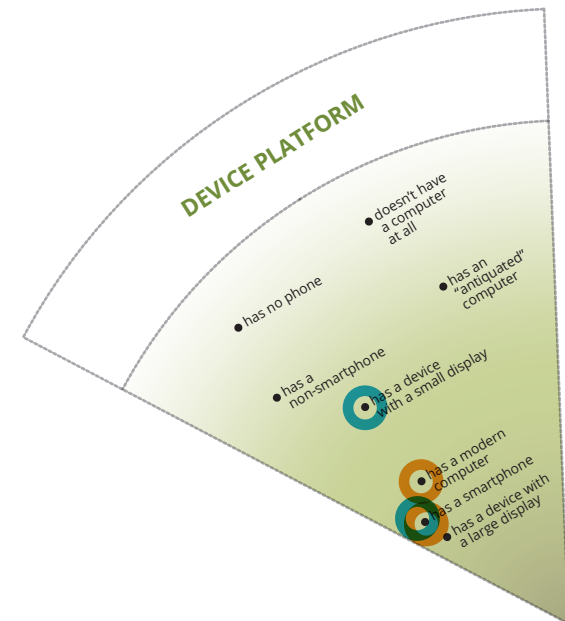 DEVICE PLATFORM
doesn't have
a computer
at all
has an
“antiquated”
computer
has no phone
has a
non-smartphone
has a device
with a small display
has a modern
computer
has a smartphone
has a device with
a large display